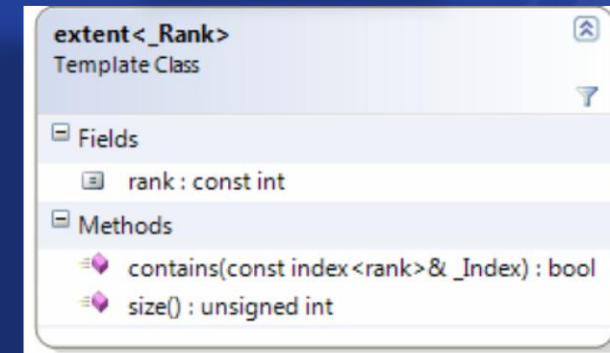 extent<_Rank>
Template Class
Fields
rank : const int
Methods
contains(const index<rank>& _Index) : bool
size() : unsigned int